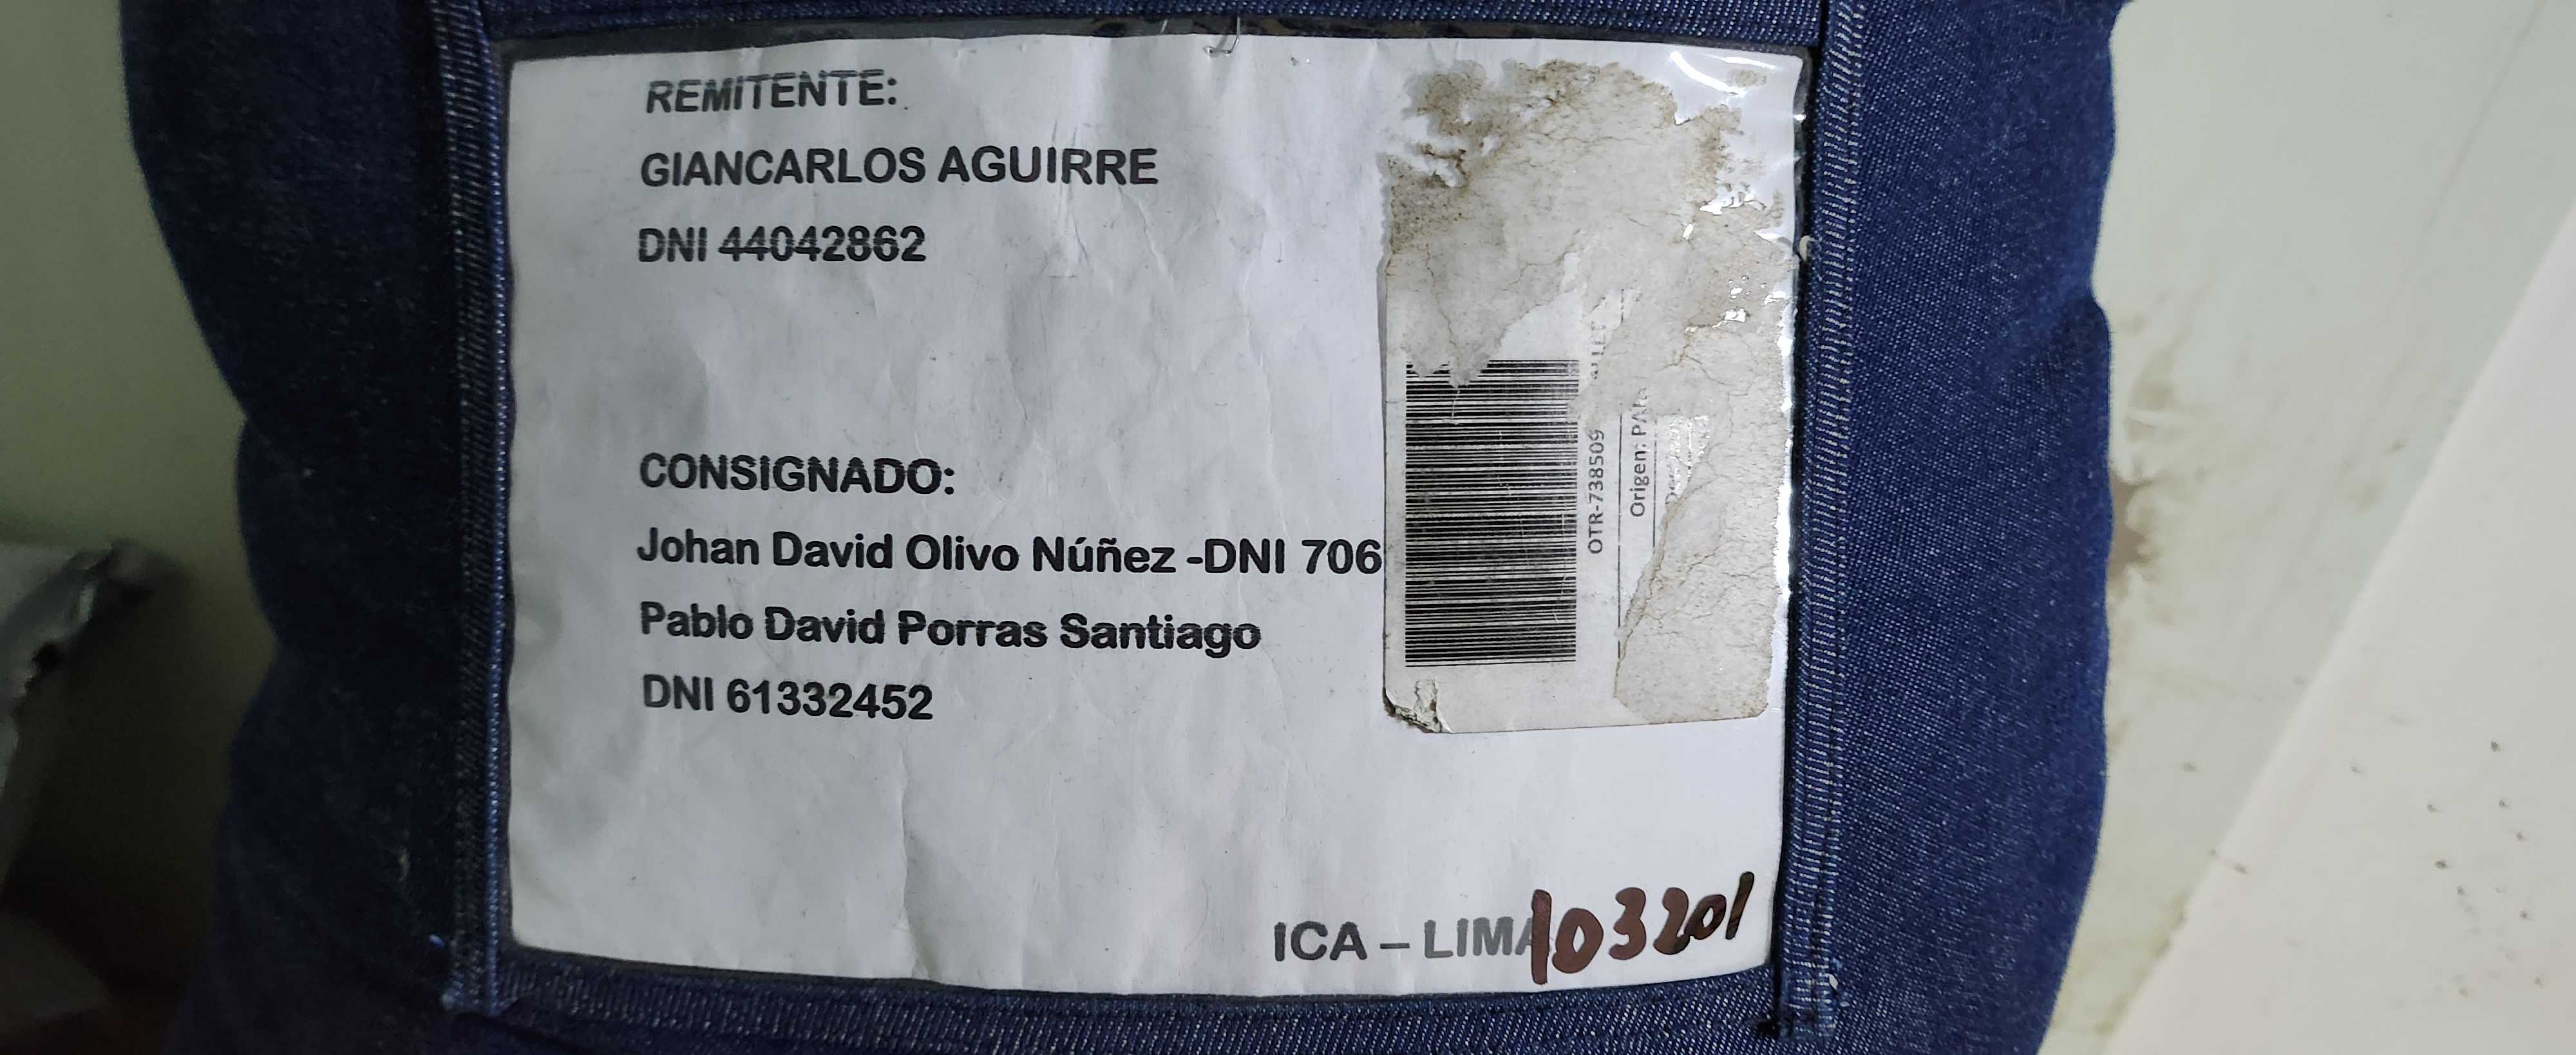 REMITENTE:
GIANCARLOS AGUIRRE
DNI 44042862
CONSIGNADO:
Johan David Olivo Núñez -DNI 706
Pablo David Porras Santiago
DNI 61332452
OTR-738509
Origen:
ICA – LIMA
103201